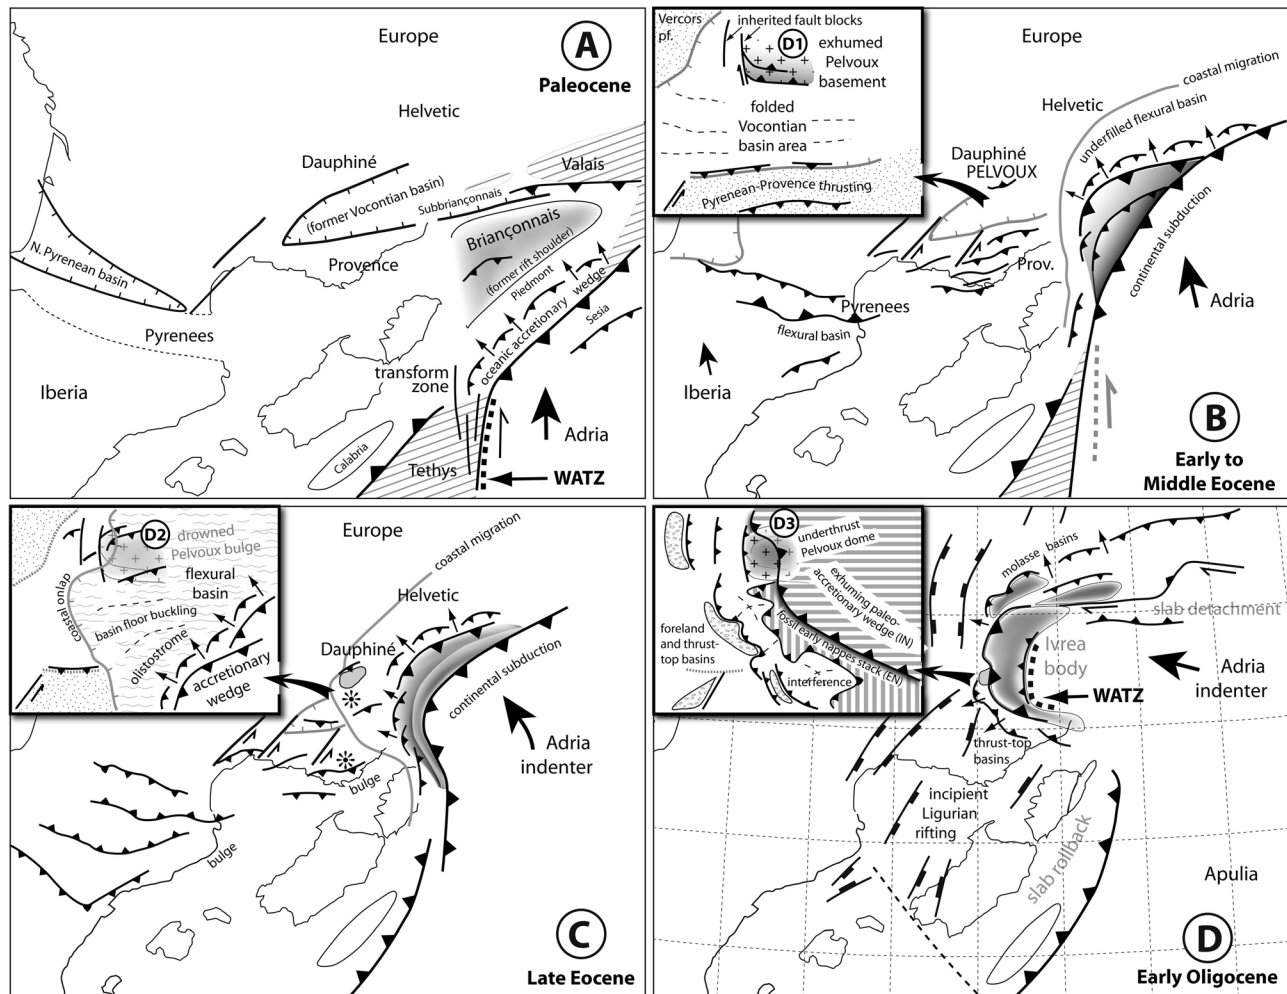 Europe
A
Paleocene
Helvetic
Dauphiné
(former Vocontian basin)
Valais
Subbriançonnais
Briançonnais
(former rift shoulder)
Piedmont
oceanic accretionary wedge
Sesia
N. Pyrenean basin
Provence
Pyrenees
Iberia
transform
zone
Calabria
Tethys
Adria
WATZ
Vercors
pf.
inherited fault blocks
D1
exhumed
Pelvoux
basement
folded
Vocontian
basin area
Pyrenean-Provence thrusting
Europe
coastal migration
Helvetic
underfilled flexural basin
Dauphiné
PELVOUX
continental subduction
Prov.
Adria
Pyrenees
flexural basin
Iberia
B
Early to
Middle Eocene
D2
drowned
Pelvoux bulge
flexural
basin
coastal onlap
basin floor buckling
olistostrome
accretionary
wedge
Europe
coastal migration
Helvetic
Dauphiné
continental subduction
Adria
indenter
bulge
bulge
C
Late Eocene
D3
underthrust
Pelvoux dome
exhuming paleo-
accretionary wedge (IN)
fossil early nappes stack (EN)
foreland
and thrust-
top basins
interference
molasse basins
slab detachment
Ivrea
body
Adria
indenter
WATZ
thrust-top
basins
incipient
Ligurian
rifting
slab rollback
Apulia
D
Early Oligocene